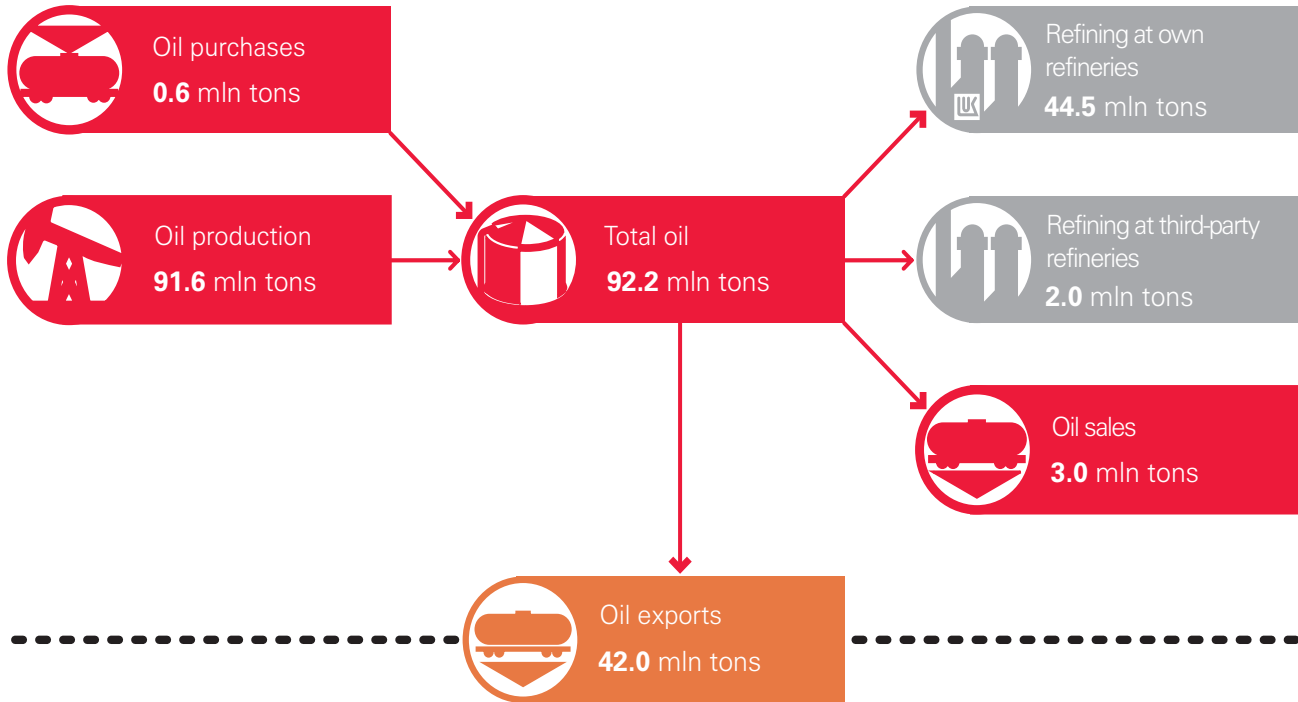 Oil purchases
0.6 mln tons
Refining at own
refineries
44.5 mln tons
LUK
Oil production
91.6 mln tons
Total oil
92.2 mln tons
Refining at third-party
refineries
2.0 mln tons
Oil sales
3.0 mln tons
Oil exports
42.0 mln tons